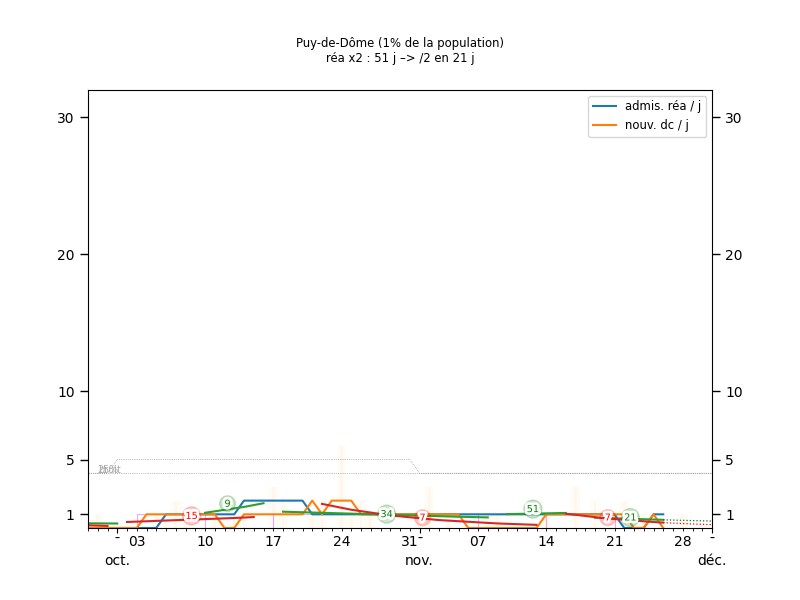 Puy-de-Dôme (1% de la population)
réa x2 : 51 j –> /2 en 21 j
admis. réa / j
nouv. dc / j
30 30
20 20
10 10
5 5
1 1
15 9 34 7 51 7 21
- 03 10 17 24 31 - 07 14 21 28 -
oct. nov. déc.